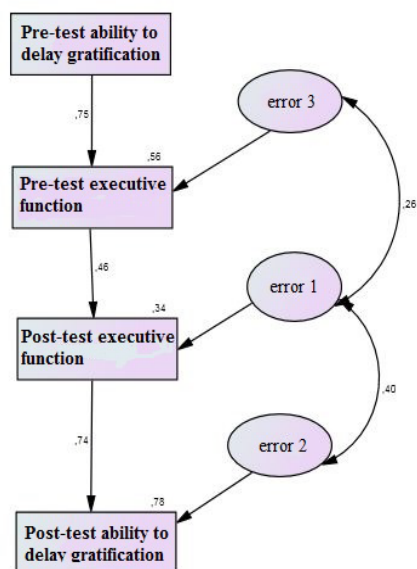 Pre-test ability to
delay gratification
error 3
,75
,56
Pre-test executive
function
,26
,46
error 1
,34
Post-test executive
function
,40
,74
error 2
,78
Post-test ability to
delay gratification